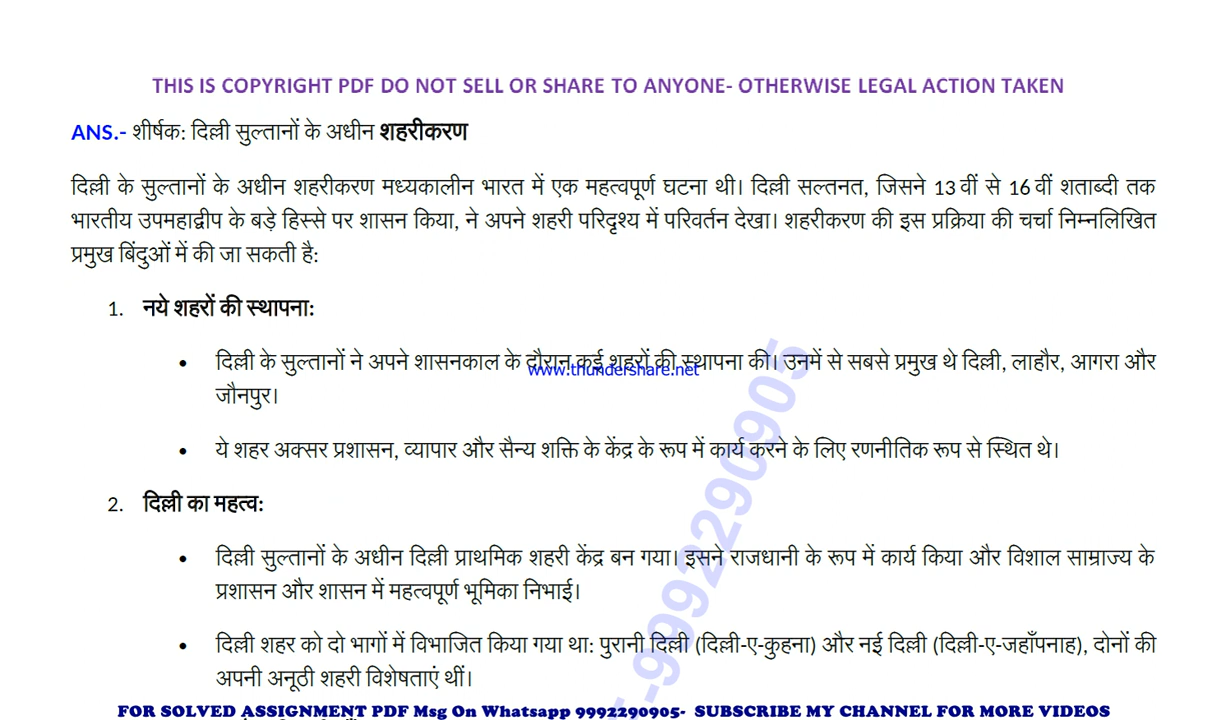 THIS IS COPYRIGHT PDF DO NOT SELL OR SHARE TO ANYONE- OTHERWISE LEGAL ACTION TAKEN
ANS.- शीर्षक: दिल्ली सुल्तानों के अधीन शहरीकरण
दिल्ली के सुल्तानों के अधीन शहरीकरण मध्यकालीन भारत में एक महत्वपूर्ण घटना थी। दिल्ली सल्तनत, जिसने 13 वीं से 16 वीं शताब्दी तक
भारतीय उपमहाद्वीप के बड़े हिस्से पर शासन किया, ने अपने शहरी परिदृश्य में परिवर्तन देखा। शहरीकरण की इस प्रक्रिया की चर्चा निम्नलिखित
प्रमुख बिंदुओं में की जा सकती है:
1. नये शहरों की स्थापना:
• दिल्ली के सुल्तानों ने अपने शासनकाल के दौरान कई शहरों की स्थापना की। उनमें से सबसे प्रमुख थे दिल्ली, लाहौर, आगरा और
www.thundershare.net
जौनपुर।
• ये शहर अक्सर प्रशासन, व्यापार और सैन्य शक्ति के केंद्र के रूप में कार्य करने के लिए रणनीतिक रूप से स्थित थे।
2. दिल्ली का महत्व:
• दिल्ली सुल्तानों के अधीन दिल्ली प्राथमिक शहरी केंद्र बन गया। इसने राजधानी के रूप में कार्य किया और विशाल साम्राज्य के
प्रशासन और शासन में महत्वपूर्ण भूमिका निभाई।
• दिल्ली शहर को दो भागों में विभाजित किया गया था: पुरानी दिल्ली (दिल्ली-ए-कुहना) और नई दिल्ली (दिल्ली-ए-जहाँपनाह), दोनों की
अपनी अनूठी शहरी विशेषताएं थीं।
-9992290905
FOR SOLVED ASSIGNMENT PDF Msg On Whatsapp 9992290905- SUBSCRIBE MY CHANNEL FOR MORE VIDEOS